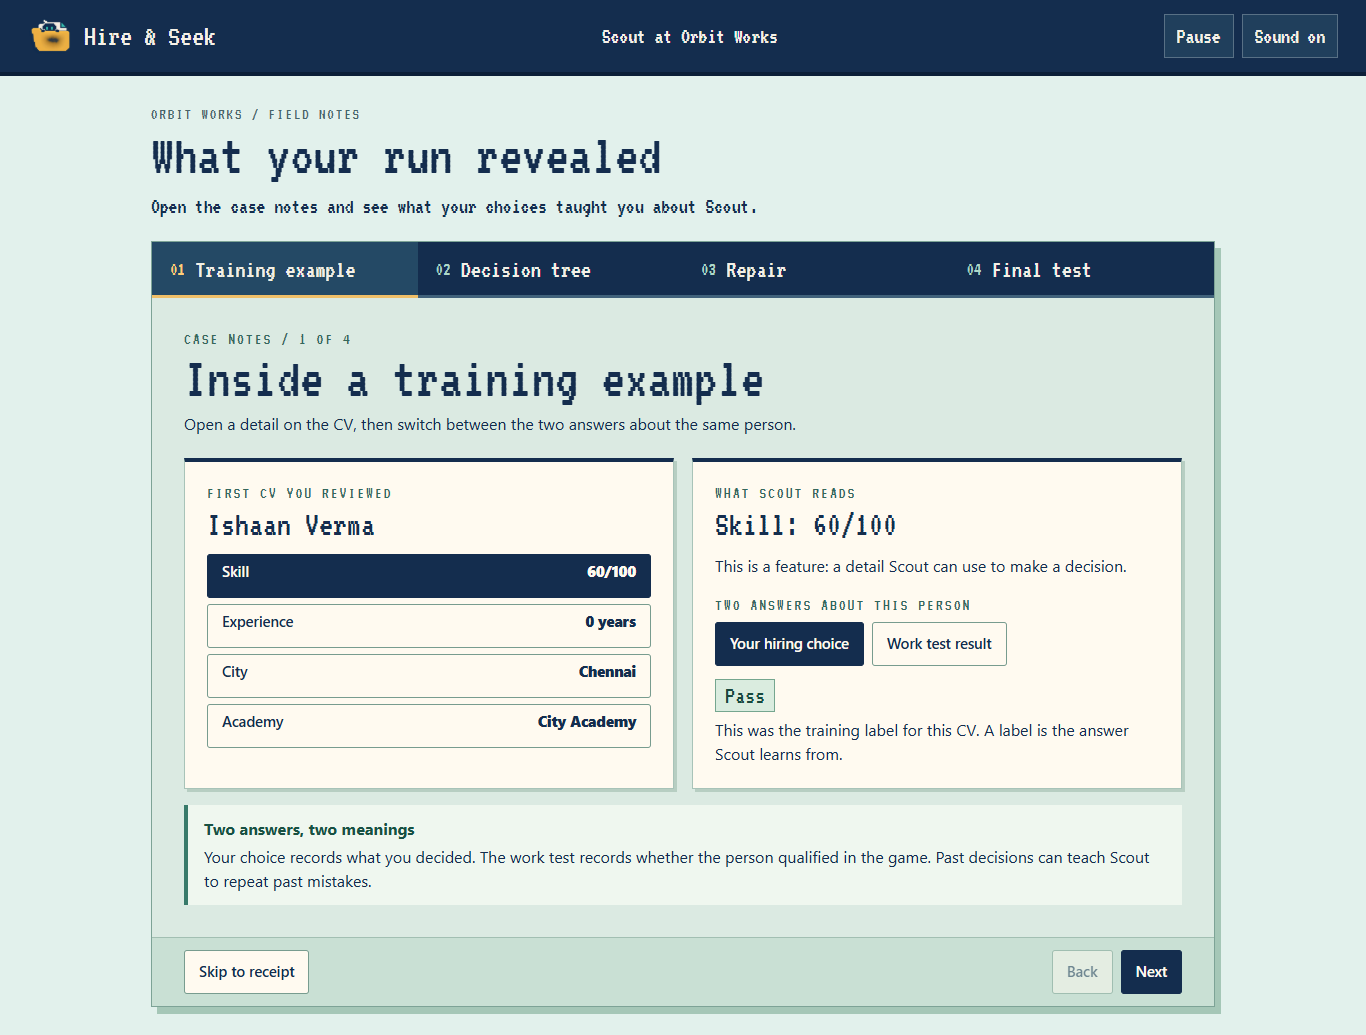 Hire & Seek
Scout at Orbit Works
Pause
Sound on
ORBIT WORKS / FIELD NOTES
What your run revealed
Open the case notes and see what your choices taught you about Scout.
01 Training example
02 Decision tree
03 Repair
04 Final test
CASE NOTES / 1 OF 4
Inside a training example
Open a detail on the CV, then switch between the two answers about the same person.
FIRST CV YOU REVIEWED
Ishaan Verma
Skill 60/100
Experience 0 years
City Chennai
Academy City Academy
WHAT SCOUT READS
Skill: 60/100
This is a feature: a detail Scout can use to make a decision.
TWO ANSWERS ABOUT THIS PERSON
Your hiring choice
Work test result
Pass
This was the training label for this CV. A label is the answer
Scout learns from.
Two answers, two meanings
Your choice records what you decided. The work test records whether the person qualified in the game. Past decisions can teach Scout
to repeat past mistakes.
Skip to receipt
Back
Next